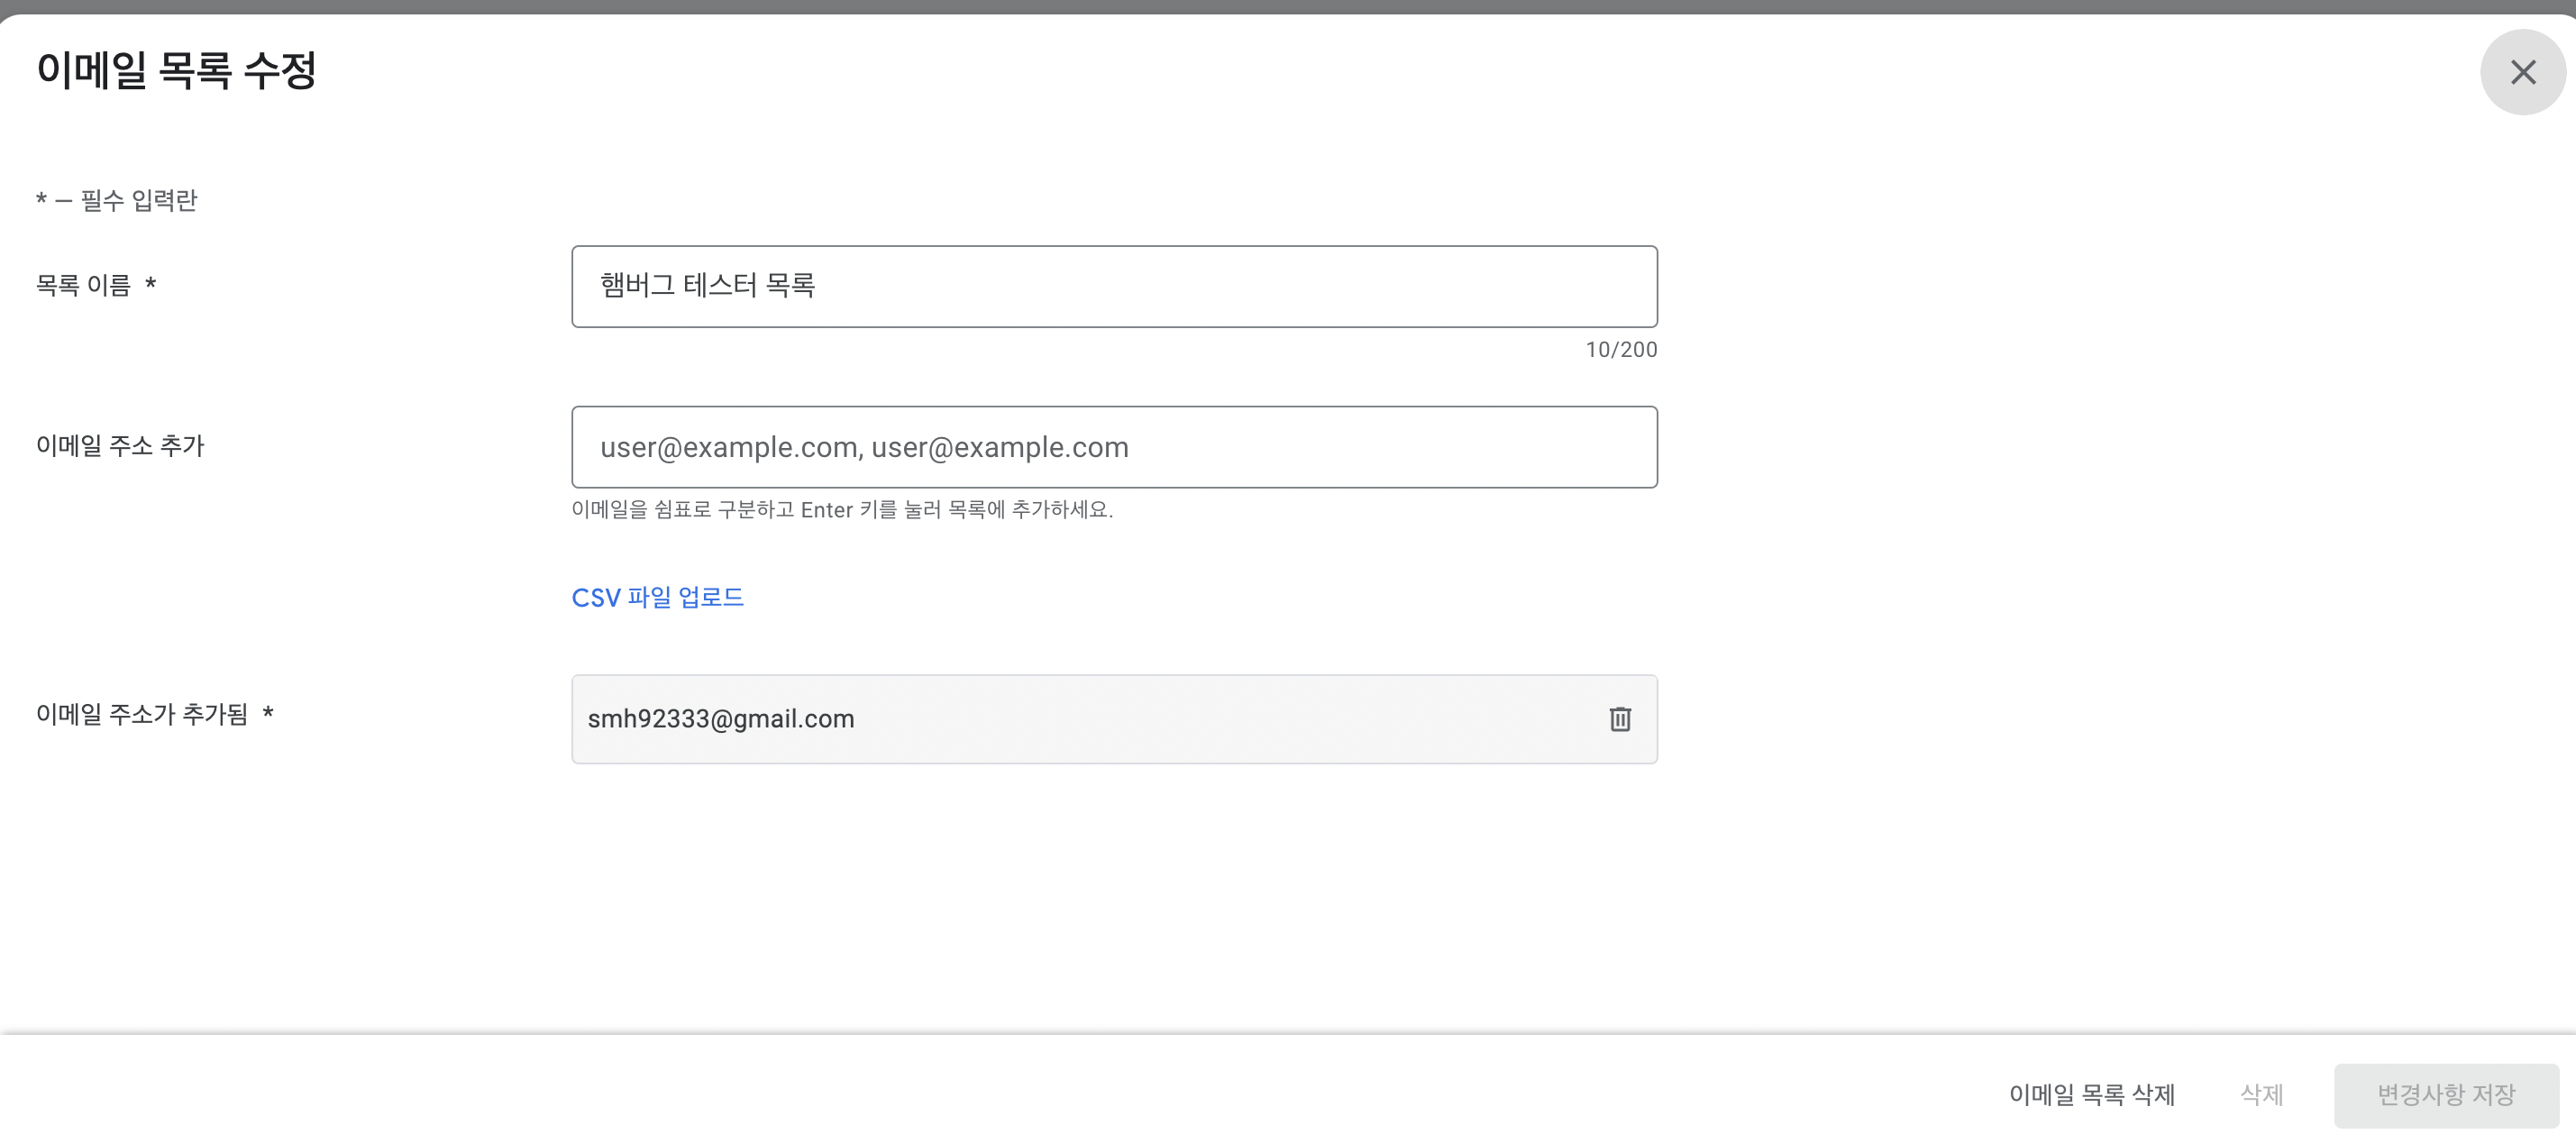 이메일 목록 수정
* – 필수 입력란
목록 이름 *
햄버그 테스터 목록
10/200
이메일 주소 추가
user@example.com, user@example.com
이메일을 쉼표로 구분하고 Enter 키를 눌러 목록에 추가하세요.
CSV 파일 업로드
이메일 주소가 추가됨 *
smh92333@gmail.com
이메일 목록 삭제
삭제
변경사항 저장